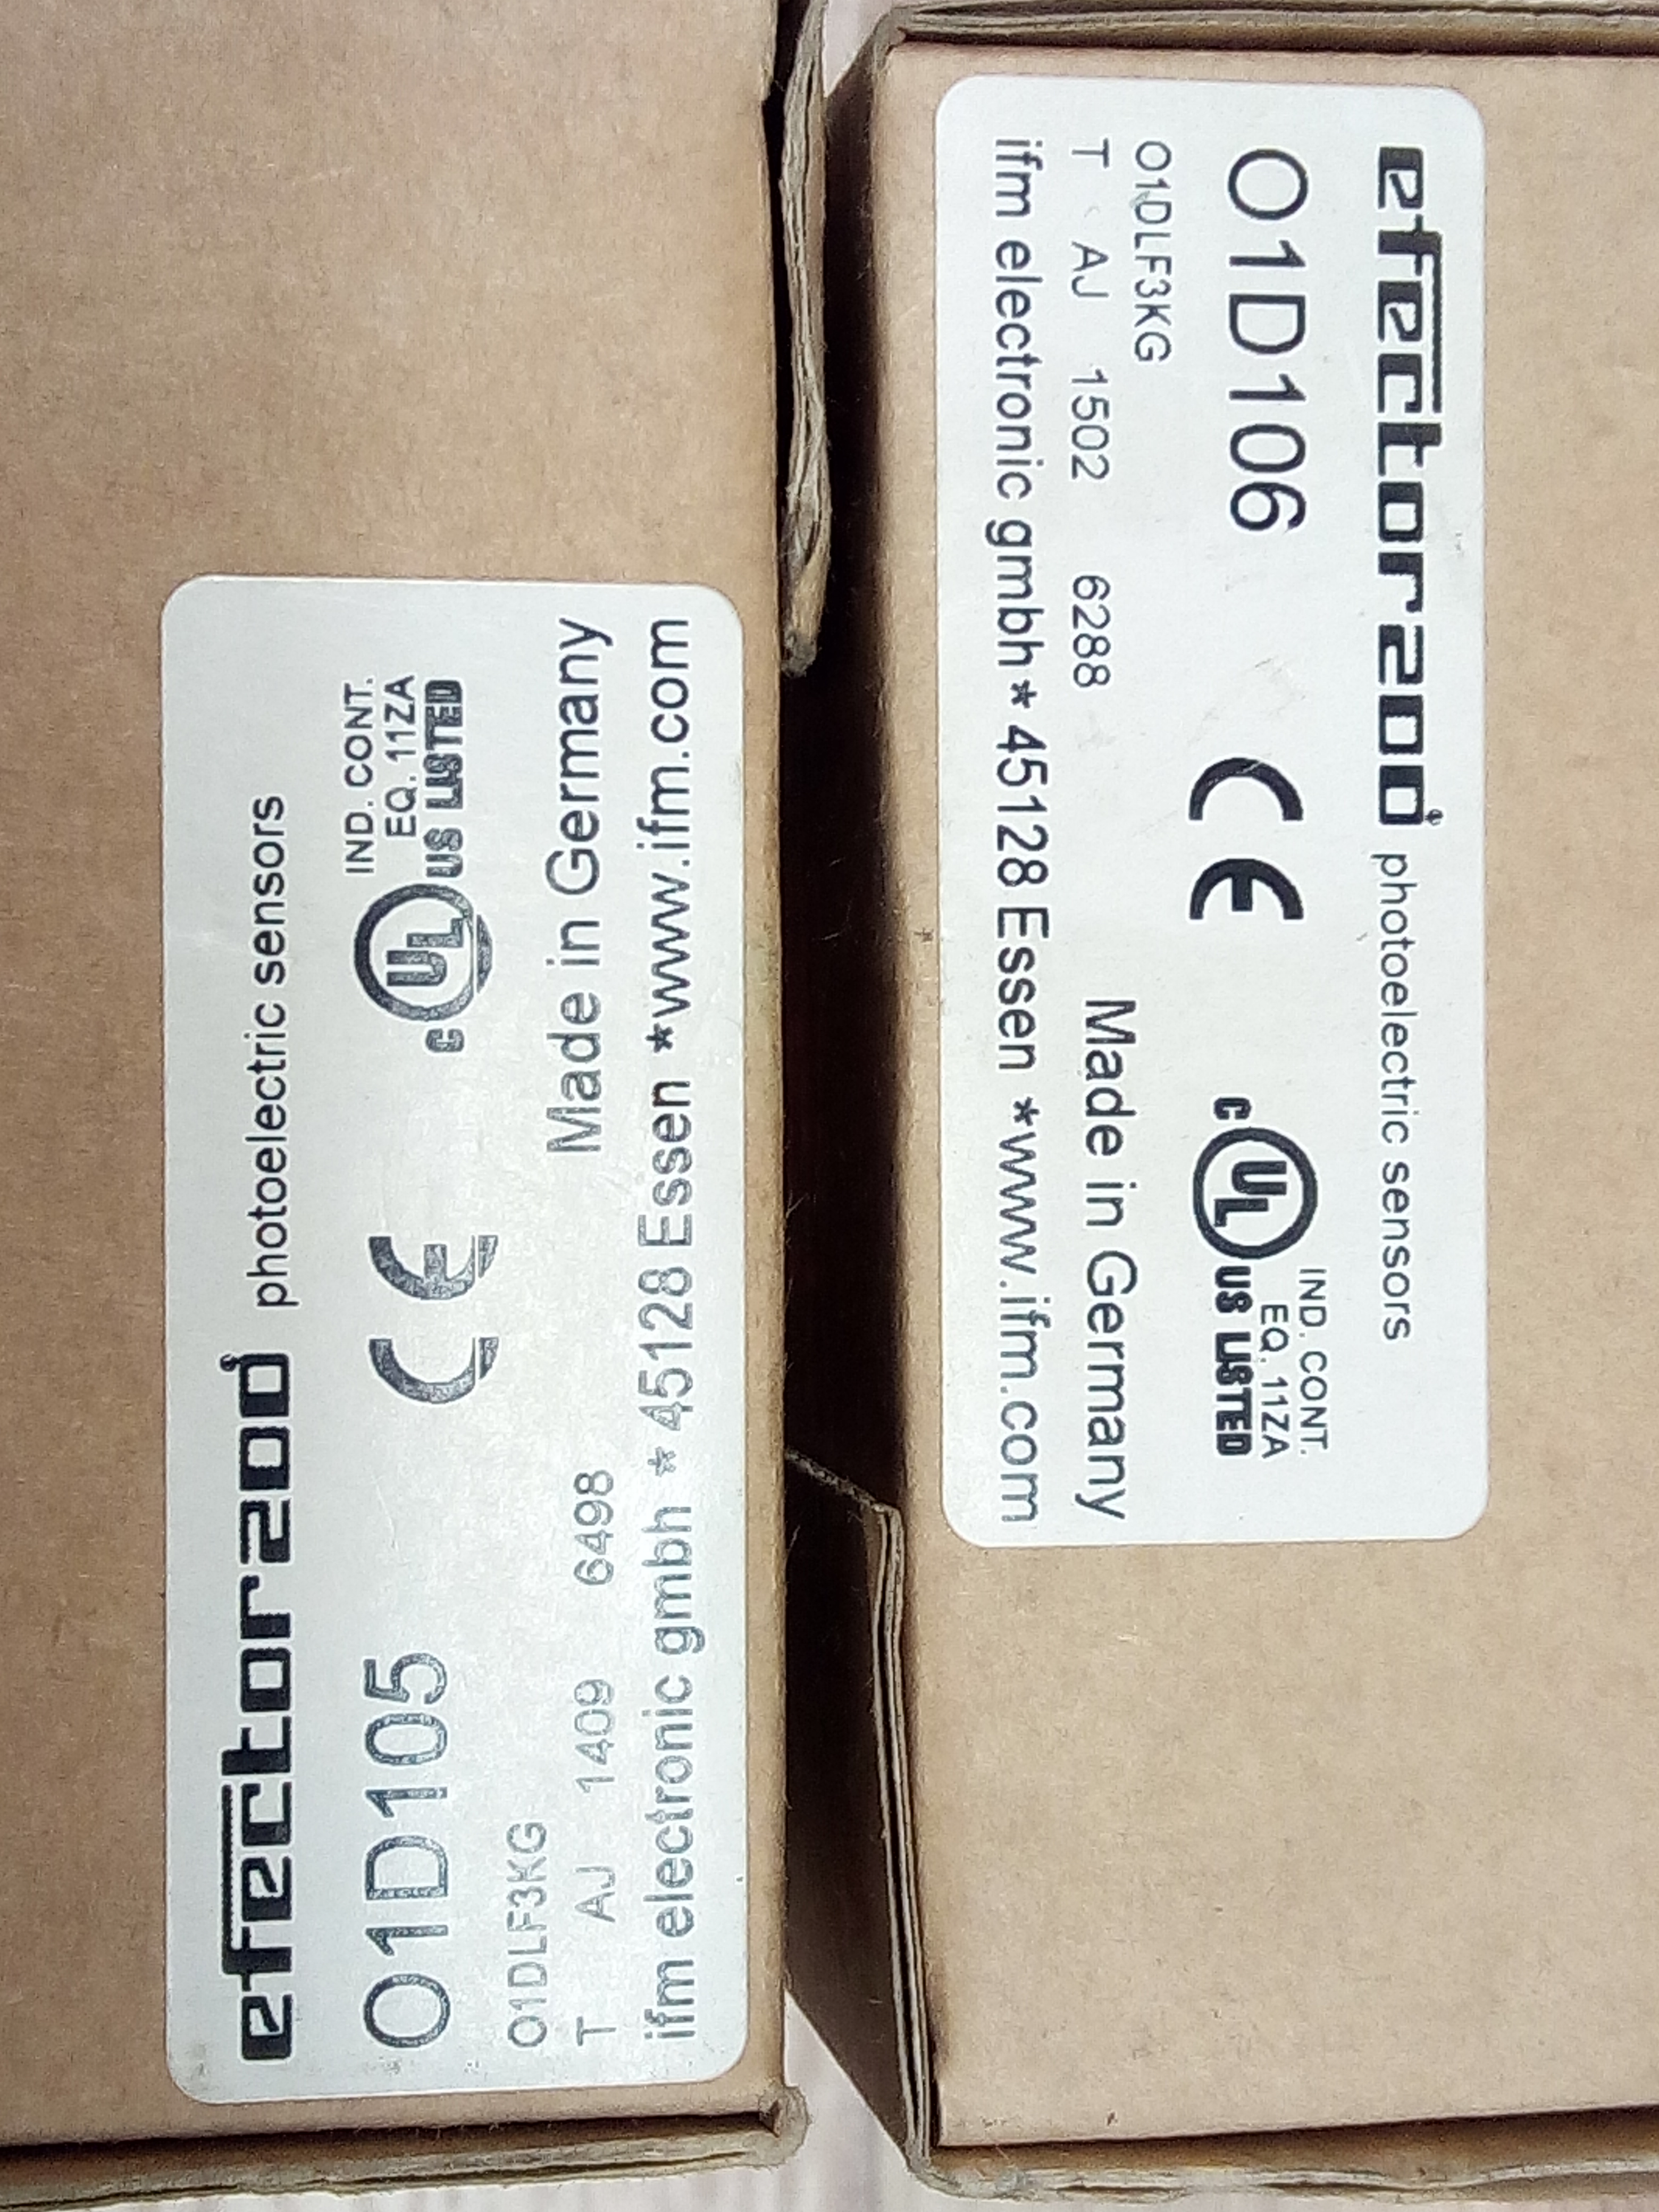 efector200® photoelectric sensors
O1D105
CE
c UL US LISTED
IND. CONT.
EQ. 11ZA
O1DLF3KG
T AJ 1409 6498
Made in Germany
ifm electronic gmbh * 45128 Essen *www.ifm.com
efector200® photoelectric sensors
O1D106
CE
c UL US LISTED
IND. CONT.
EQ. 11ZA
O1DLF3KG
T AJ 1502 6288
Made in Germany
ifm electronic gmbh * 45128 Essen *www.ifm.com